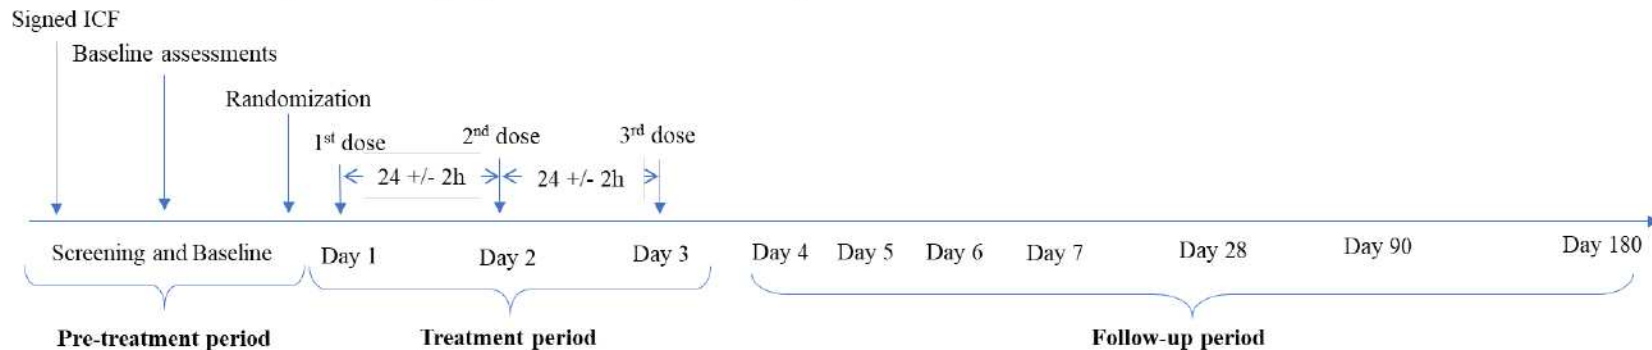 Signed ICF
Baseline assessments
Randomization
1st dose
2nd dose
3rd dose
24 +/- 2h
24 +/- 2h
Screening and Baseline
Day 1
Day 2
Day 3
Day 4
Day 5
Day 6
Day 7
Day 28
Day 90
Day 180
Pre-treatment period
Treatment period
Follow-up period